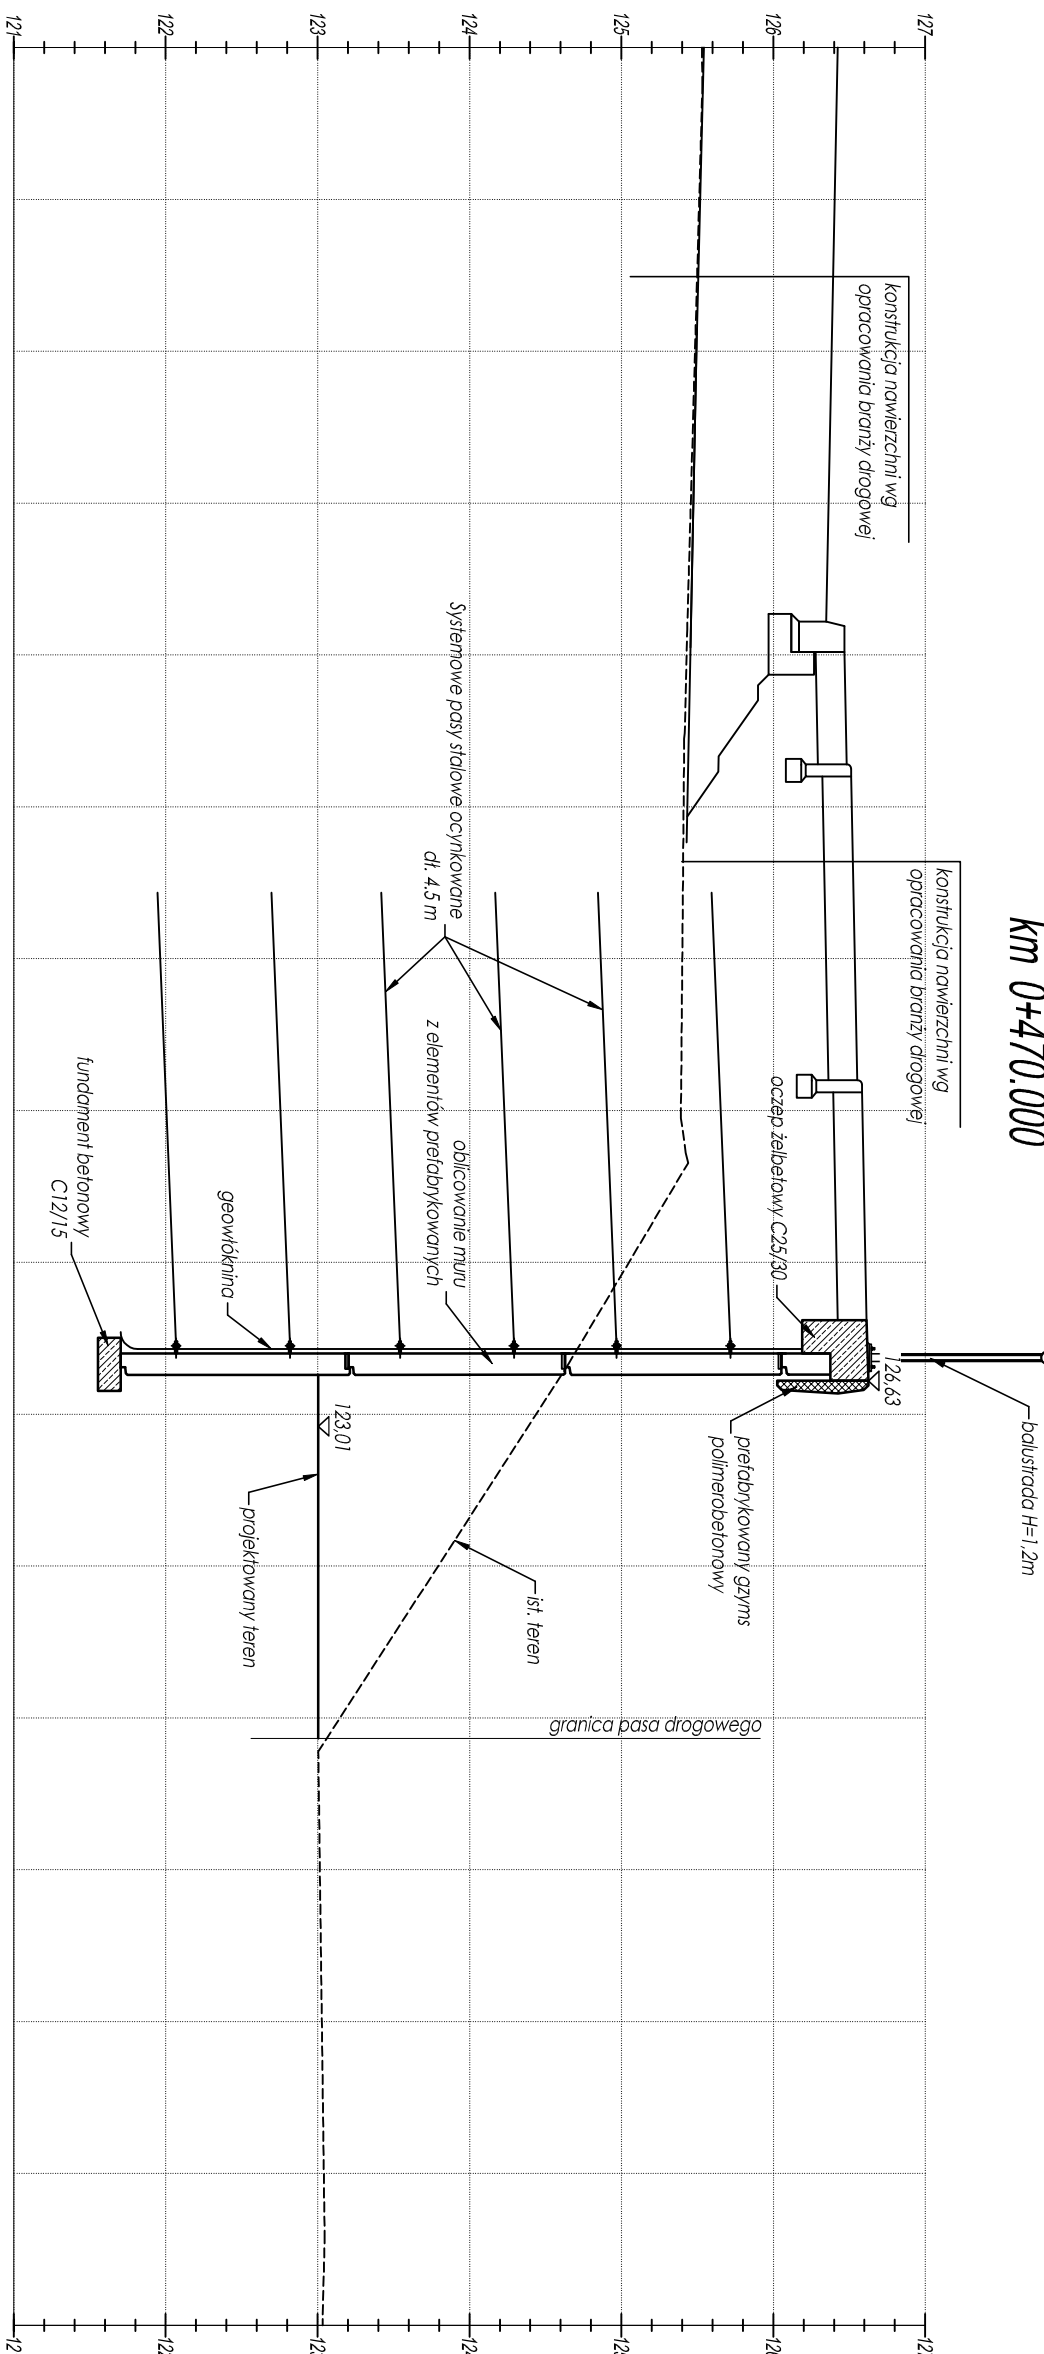 km 0+470.000
127
126
125
124
123
122
121
konstrukcja nawierzchni wg
opracowania branży drogowej
konstrukcja nawierzchni wg
opracowania branży drogowej
balustrada H=1,2m
126,63
oczep żelbetowy C25/30
prefabrykowany gzyms
polimerobetonowy
granica pasa drogowego
ist. teren
Systemowe pasy stalowe ocynkowane
dł. 4.5 m
oblicowanie muru
z elementów prefabrykowanych
123,01
projektowany teren
geowłóknina
fundament betonowy
C12/15